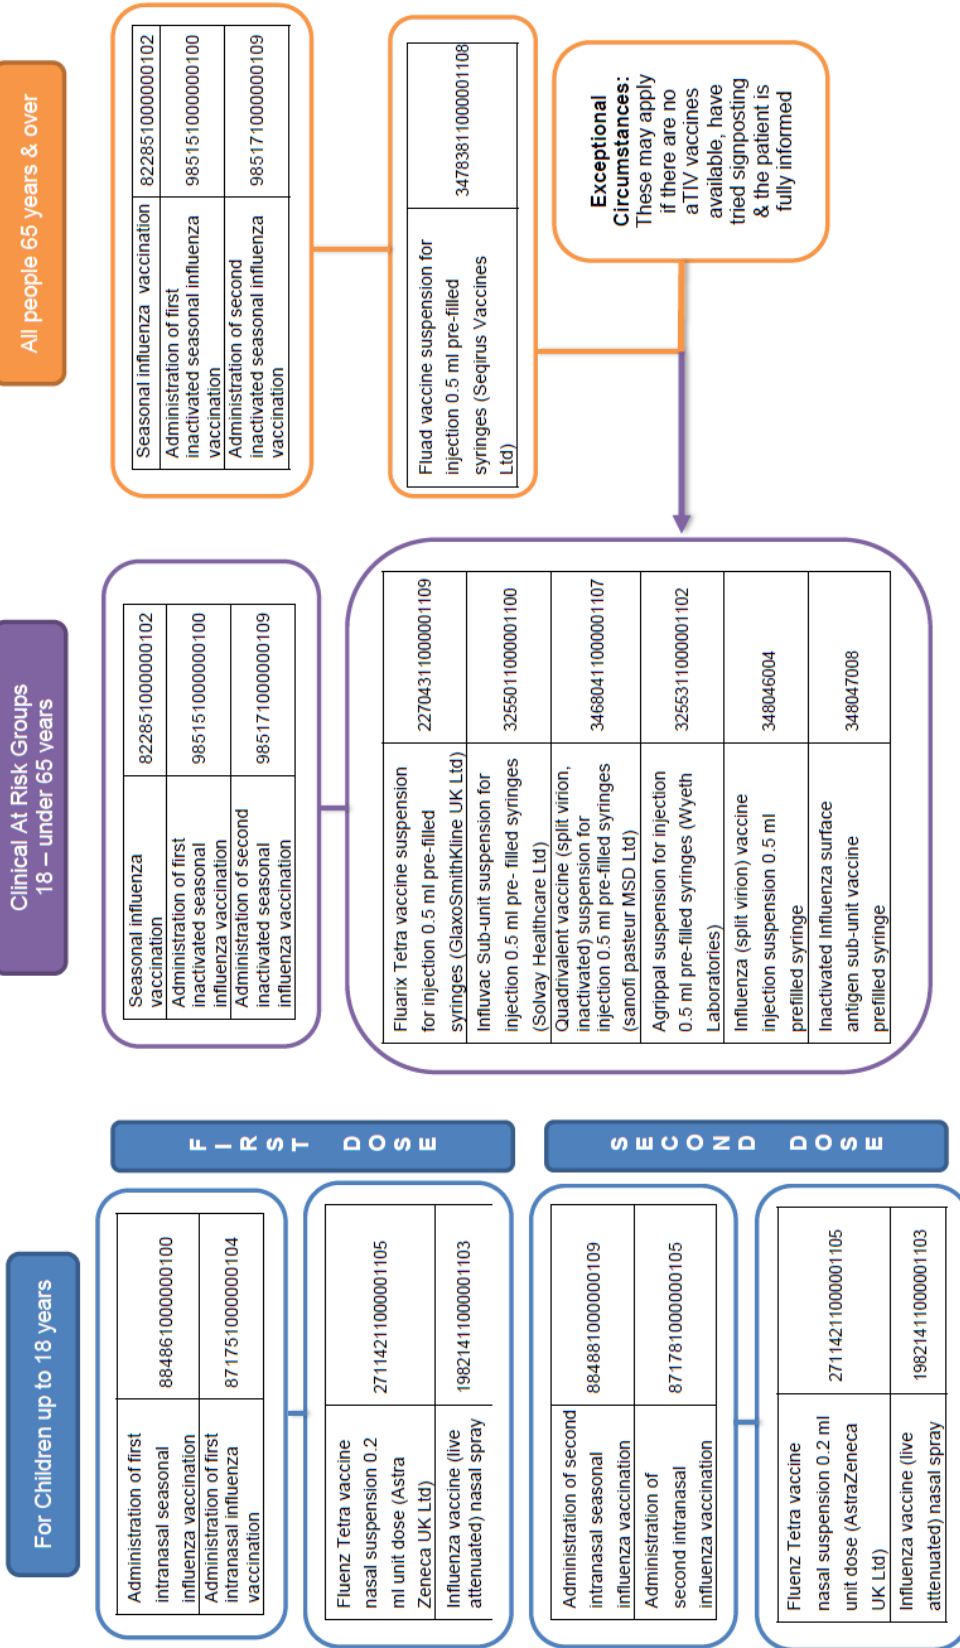 For Children up to 18 years
Administration of first
intranasal seasonal
influenza vaccination
884861000000100
Administration of first
intranasal influenza
vaccination
871751000000104
Fluenz Tetra vaccine
nasal suspension 0.2
ml unit dose (Astra
Zeneca UK Ltd)
27114211000001105
Influenza vaccine (live
attenuated) nasal spray
19821411000001103
FIRST DOSE
Administration of second
intranasal seasonal
influenza vaccination
884881000000109
Administration of
second intranasal
influenza vaccination
871781000000105
Fluenz Tetra vaccine
nasal suspension 0.2 ml
unit dose (AstraZeneca
UK Ltd)
27114211000001105
Influenza vaccine (live
attenuated) nasal spray
19821411000001103
SECOND DOSE
Clinical At Risk Groups
18 – under 65 years
Seasonal influenza
vaccination
822851000000102
Administration of first
inactivated seasonal
influenza vaccination
985151000000100
Administration of second
inactivated seasonal
influenza vaccination
985171000000109
Fluarix Tetra vaccine suspension
for injection 0.5 ml pre-filled
syringes (GlaxoSmithKline UK Ltd)
22704311000001109
Influvac Sub-unit suspension for
injection 0.5 ml pre- filled syringes
(Solvay Healthcare Ltd)
3255011000001100
Quadrivalent vaccine (split virion,
inactivated) suspension for
injection 0.5 ml pre-filled syringes
(sanofi pasteur MSD Ltd)
34680411000001107
Agrippal suspension for injection
0.5 ml pre-filled syringes (Wyeth
Laboratories)
3255311000001102
Influenza (split virion) vaccine
injection suspension 0.5 ml
prefilled syringe
348046004
Inactivated Influenza surface
antigen sub-unit vaccine
prefilled syringe
348047008
All people 65 years & over
Seasonal influenza vaccination
822851000000102
Administration of first
inactivated seasonal influenza
vaccination
985151000000100
Administration of second
inactivated seasonal influenza
vaccination
985171000000109
Fluad vaccine suspension for
injection 0.5 ml pre-filled
syringes (Seqirus Vaccines
Ltd)
34783811000001108
Exceptional
Circumstances:
These may apply
if there are no
aTIV vaccines
available, have
tried signposting
& the patient is
fully informed